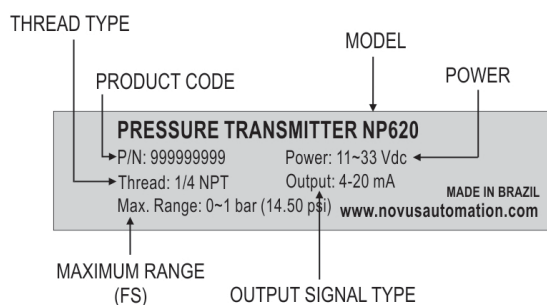 THREAD TYPE
MODEL
PRODUCT CODE
POWER
PRESSURE TRANSMITTER NP620
P/N: 999999999
Power: 11~33 Vdc
Thread: 1/4 NPT
Output: 4-20 mA
MADE IN BRAZIL
Max. Range: 0~1 bar (14.50 psi)
www.novusautomation.com
MAXIMUM RANGE
(FS)
OUTPUT SIGNAL TYPE